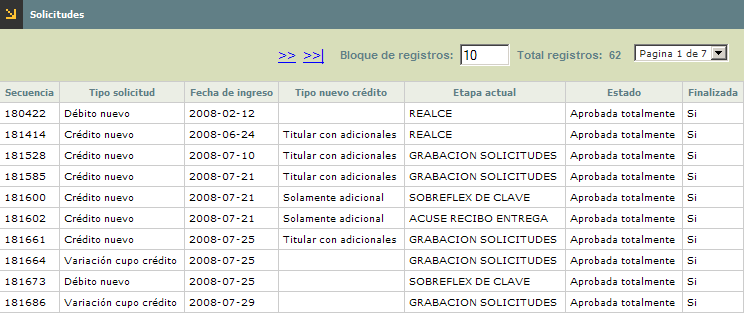 Solicitudes
>> >>| Bloque de registros: 10 Total registros: 62 Pagina 1 de 7
Secuencia Tipo solicitud Fecha de ingreso Tipo nuevo crédito Etapa actual Estado Finalizada
180422 Débito nuevo 2008-02-12 REALCE Aprobada totalmente Si
181414 Crédito nuevo 2008-06-24 Titular con adicionales REALCE Aprobada totalmente Si
181528 Crédito nuevo 2008-07-10 Titular con adicionales GRABACION SOLICITUDES Aprobada totalmente Si
181585 Crédito nuevo 2008-07-21 Titular con adicionales GRABACION SOLICITUDES Aprobada totalmente Si
181600 Crédito nuevo 2008-07-21 Solamente adicional SOBREFLEX DE CLAVE Aprobada totalmente Si
181602 Crédito nuevo 2008-07-21 Solamente adicional ACUSE RECIBO ENTREGA Aprobada totalmente Si
181661 Crédito nuevo 2008-07-25 Titular con adicionales GRABACION SOLICITUDES Aprobada totalmente Si
181664 Variación cupo crédito 2008-07-25 GRABACION SOLICITUDES Aprobada totalmente Si
181673 Débito nuevo 2008-07-25 SOBREFLEX DE CLAVE Aprobada totalmente Si
181686 Variación cupo crédito 2008-07-29 GRABACION SOLICITUDES Aprobada totalmente Si